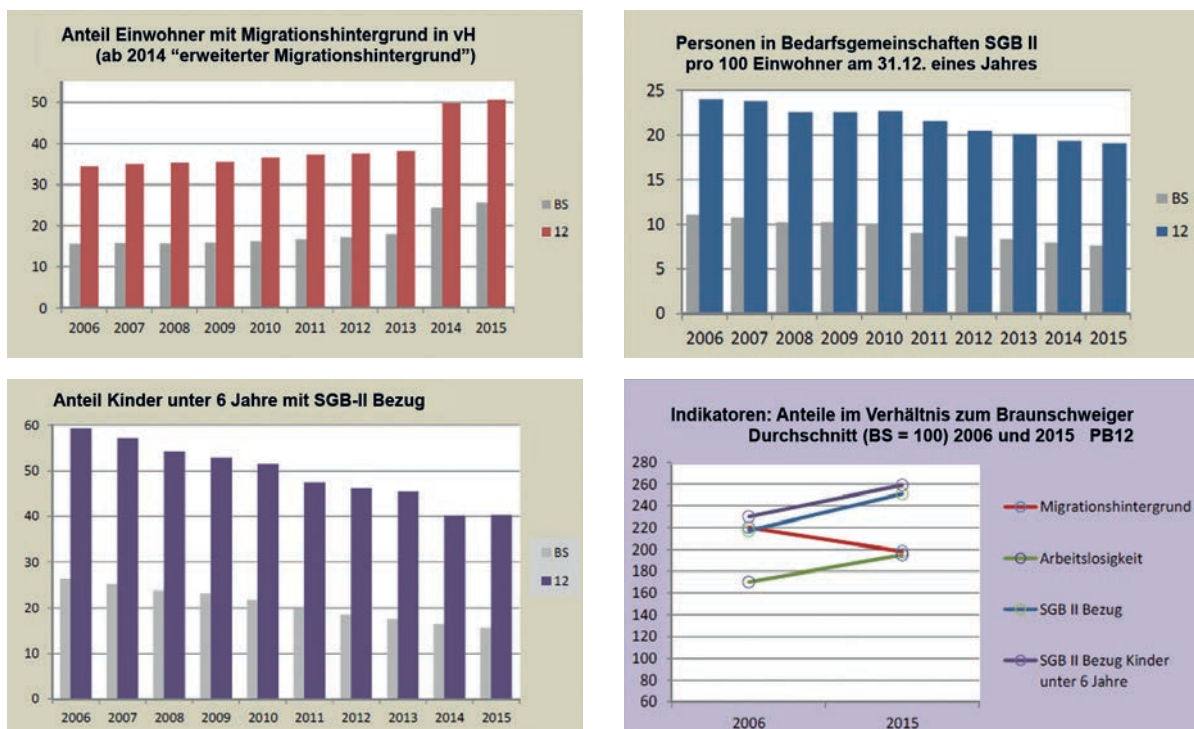 Anteil Einwohner mit Migrationshintergrund in vH
(ab 2014 “erweiterter Migrationshintergrund”)
50
40
30
20
10
0
2006 2007 2008 2009 2010 2011 2012 2013 2014 2015
BS
12
Personen in Bedarfsgemeinschaften SGB II
pro 100 Einwohner am 31.12. eines Jahres
25
20
15
10
5
0
2006 2007 2008 2009 2010 2011 2012 2013 2014 2015
BS
12
Anteil Kinder unter 6 Jahre mit SGB-II Bezug
60
50
40
30
20
10
0
2006 2007 2008 2009 2010 2011 2012 2013 2014 2015
BS
12
Indikatoren: Anteile im Verhältnis zum Braunschweiger
Durchschnitt (BS = 100) 2006 und 2015 PB12
280
260
240
220
200
180
160
140
120
100
80
60
2006 2015
Migrationshintergrund
Arbeitslosigkeit
SGB II Bezug
SGB II Bezug Kinder
unter 6 Jahre